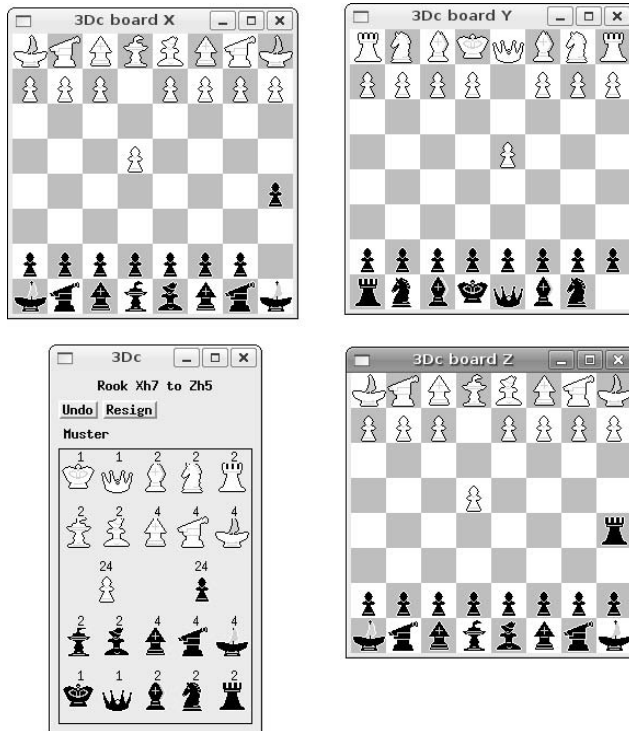 3Dc board X
3Dc board Y
3Dc
Rook Xh7 to Zh5
Undo Resign
Muster
1 1 2 2 2
2 2 4 4 4
24 24
2 2 4 4 4
1 1 2 2 2
3Dc board Z